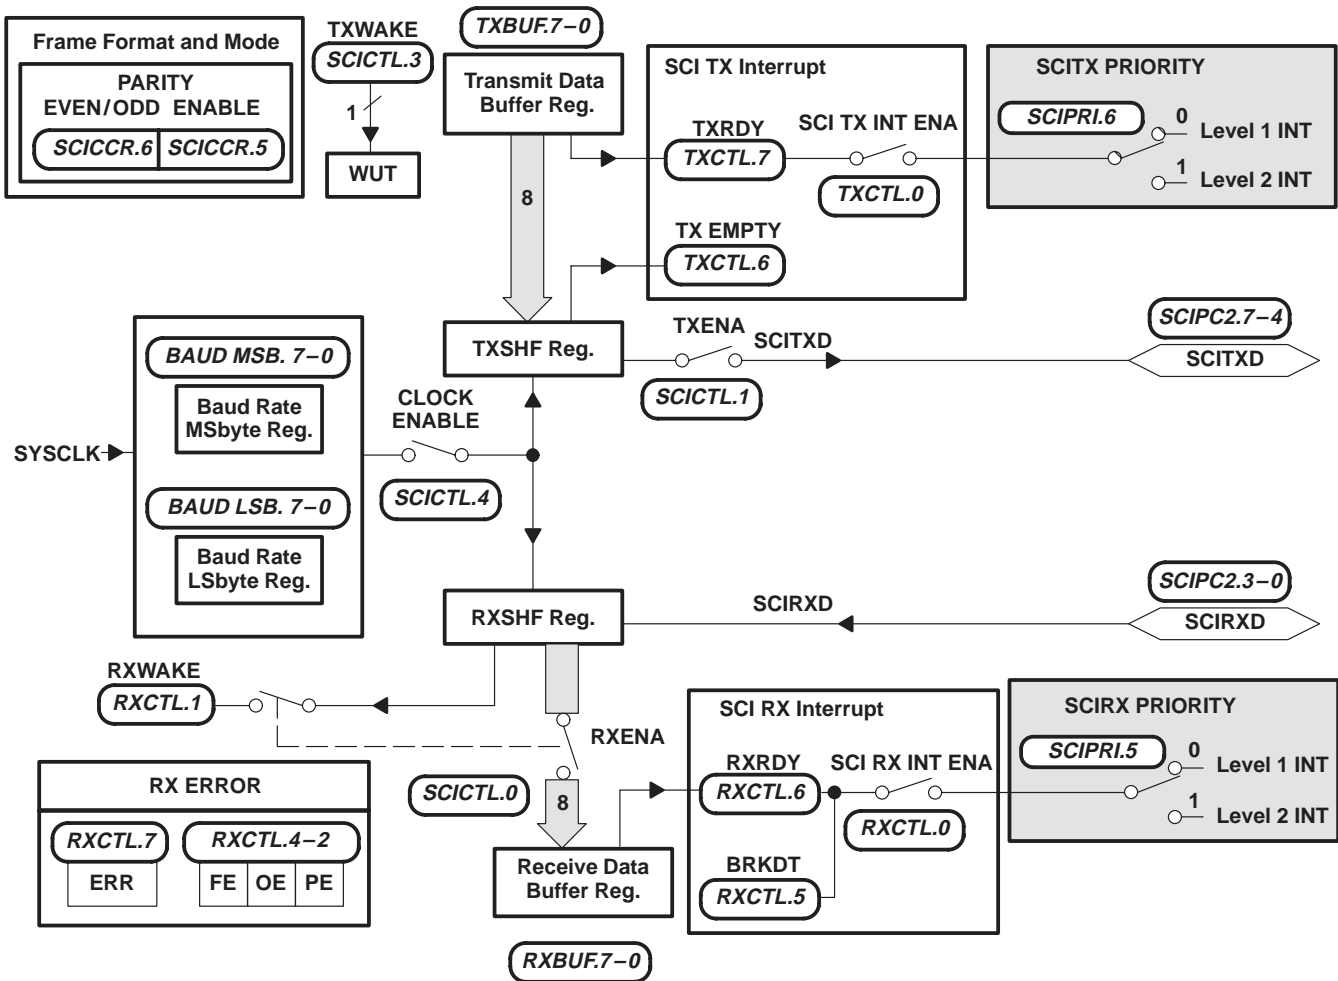 Frame Format and Mode
PARITY
EVEN/ODD ENABLE
SCICCR.6 SCICCR.5
TXWAKE
SCICTL.3
1
WUT
TXBUF.7–0
Transmit Data
Buffer Reg.
8
SCI TX Interrupt
TXRDY
TXCTL.7
SCI TX INT ENA
TXCTL.0
TX EMPTY
TXCTL.6
SCITX PRIORITY
SCIPRI.6
0
Level 1 INT
1
Level 2 INT
BAUD MSB. 7–0
Baud Rate
MSbyte Reg.
SYSCLK
BAUD LSB. 7–0
Baud Rate
LSbyte Reg.
CLOCK
ENABLE
SCICTL.4
TXSHF Reg.
TXENA
SCITXD
SCICTL.1
SCIPC2.7–4
SCITXD
RXSHF Reg.
SCIRXD
SCIPC2.3–0
SCIRXD
RXWAKE
RXCTL.1
RXENA
SCICTL.0
8
Receive Data
Buffer Reg.
RXBUF.7–0
RX ERROR
RXCTL.7 RXCTL.4–2
ERR FE OE PE
SCI RX Interrupt
RXRDY
RXCTL.6
SCI RX INT ENA
RXCTL.0
BRKDT
RXCTL.5
SCIRX PRIORITY
SCIPRI.5
0
Level 1 INT
1
Level 2 INT